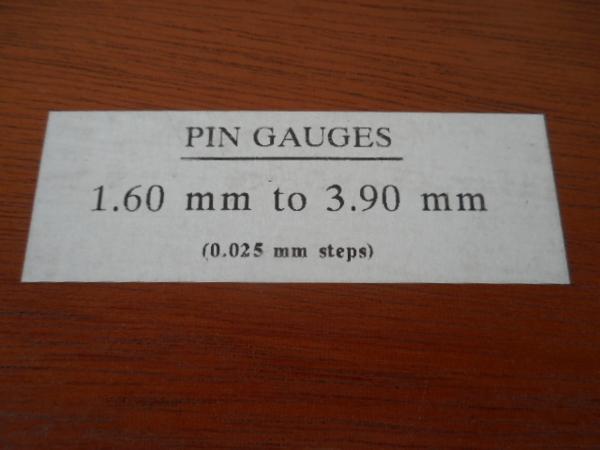 PIN GAUGES
1.60 mm to 3.90 mm
(0.025 mm steps)